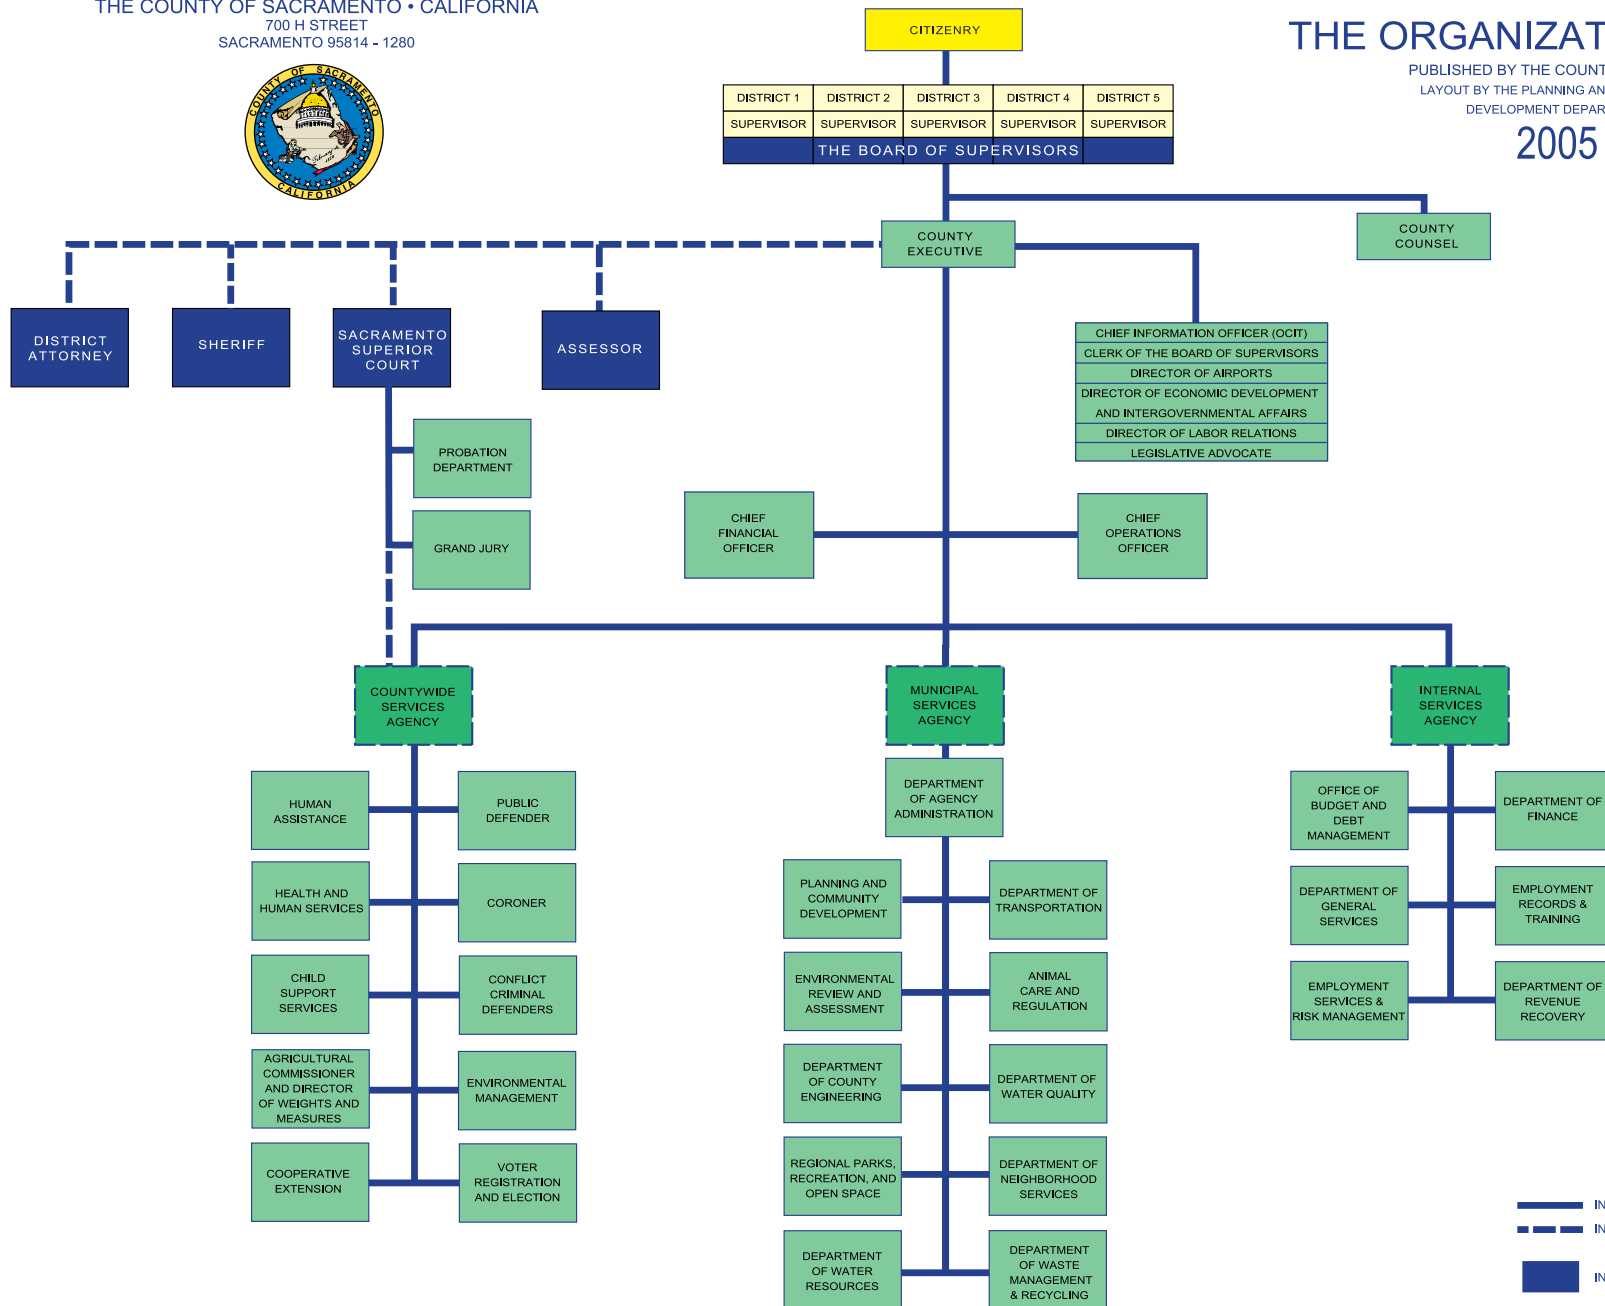 THE COUNTY OF SACRAMENTO • CALIFORNIA
700 H STREET
SACRAMENTO 95814 - 1280
COUNTY OF SACRAMENTO
CALIFORNIA
THE ORGANIZAT
PUBLISHED BY THE COUNT
LAYOUT BY THE PLANNING AN
DEVELOPMENT DEPAR
2005
CITIZENRY
DISTRICT 1 DISTRICT 2 DISTRICT 3 DISTRICT 4 DISTRICT 5
SUPERVISOR SUPERVISOR SUPERVISOR SUPERVISOR SUPERVISOR
THE BOARD OF SUPERVISORS
COUNTY
EXECUTIVE
COUNTY
COUNSEL
DISTRICT
ATTORNEY
SHERIFF
SACRAMENTO
SUPERIOR
COURT
ASSESSOR
CHIEF INFORMATION OFFICER (OCIT)
CLERK OF THE BOARD OF SUPERVISORS
DIRECTOR OF AIRPORTS
DIRECTOR OF ECONOMIC DEVELOPMENT
AND INTERGOVERNMENTAL AFFAIRS
DIRECTOR OF LABOR RELATIONS
LEGISLATIVE ADVOCATE
PROBATION
DEPARTMENT
GRAND JURY
CHIEF
FINANCIAL
OFFICER
CHIEF
OPERATIONS
OFFICER
COUNTYWIDE
SERVICES
AGENCY
MUNICIPAL
SERVICES
AGENCY
INTERNAL
SERVICES
AGENCY
HUMAN
ASSISTANCE
PUBLIC
DEFENDER
HEALTH AND
HUMAN SERVICES
CORONER
CHILD
SUPPORT
SERVICES
CONFLICT
CRIMINAL
DEFENDERS
AGRICULTURAL
COMMISSIONER
AND DIRECTOR
OF WEIGHTS AND
MEASURES
ENVIRONMENTAL
MANAGEMENT
COOPERATIVE
EXTENSION
VOTER
REGISTRATION
AND ELECTION
DEPARTMENT
OF AGENCY
ADMINISTRATION
PLANNING AND
COMMUNITY
DEVELOPMENT
DEPARTMENT OF
TRANSPORTATION
ENVIRONMENTAL
REVIEW AND
ASSESSMENT
ANIMAL
CARE AND
REGULATION
DEPARTMENT
OF COUNTY
ENGINEERING
DEPARTMENT OF
WATER QUALITY
REGIONAL PARKS,
RECREATION, AND
OPEN SPACE
DEPARTMENT OF
NEIGHBORHOOD
SERVICES
DEPARTMENT
OF WATER
RESOURCES
DEPARTMENT
OF WASTE
MANAGEMENT
& RECYCLING
OFFICE OF
BUDGET AND
DEBT
MANAGEMENT
DEPARTMENT OF
FINANCE
DEPARTMENT OF
GENERAL
SERVICES
EMPLOYMENT
RECORDS &
TRAINING
EMPLOYMENT
SERVICES &
RISK MANAGEMENT
DEPARTMENT OF
REVENUE
RECOVERY
IN
IN
IN